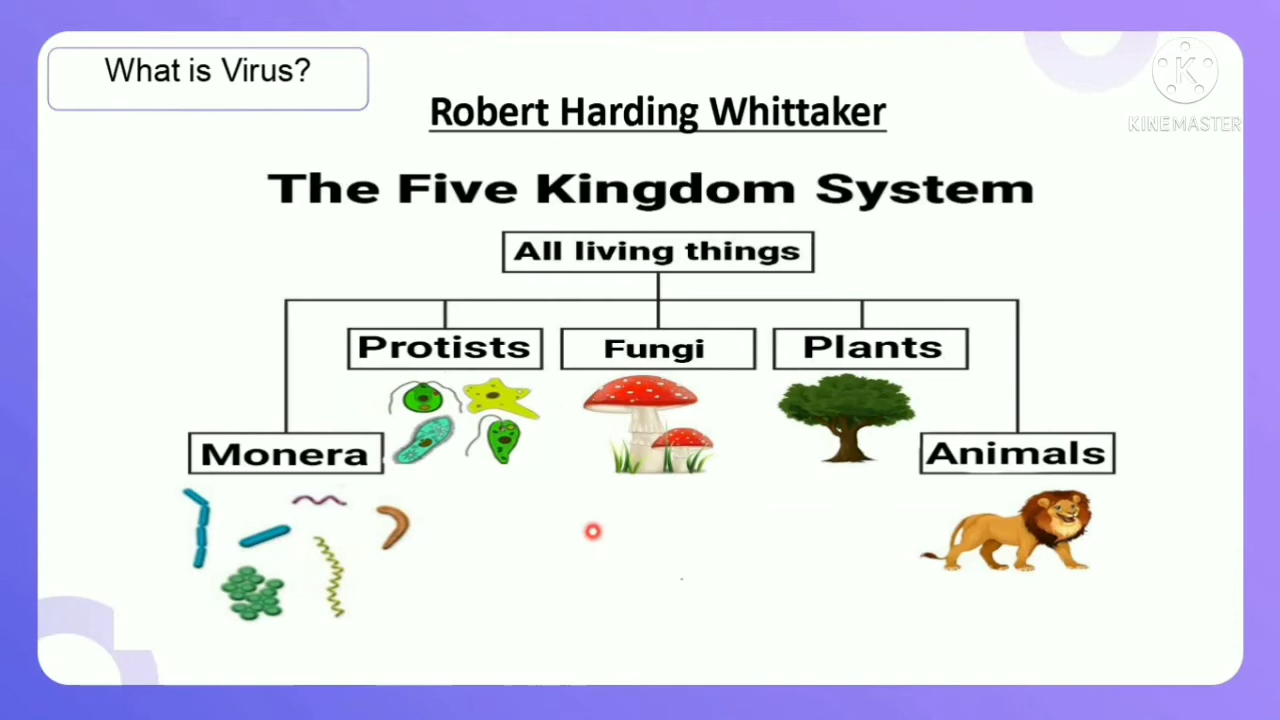 What is Virus?
Robert Harding Whittaker
KINEMASTER
The Five Kingdom System
All living things
Protists
Fungi
Plants
Monera
Animals